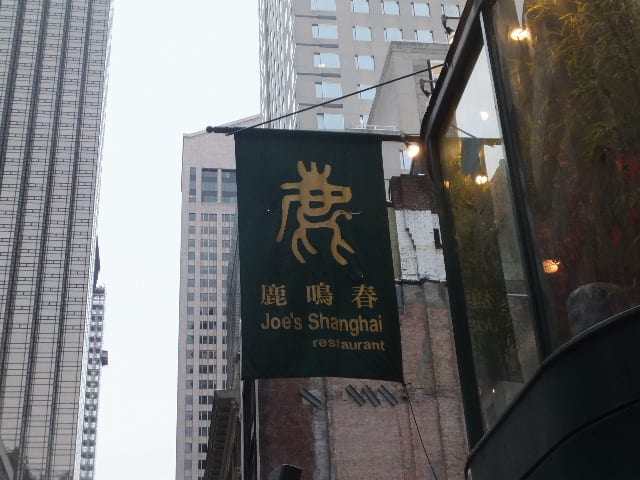 鹿鳴春
Joe's Shanghai
restaurant